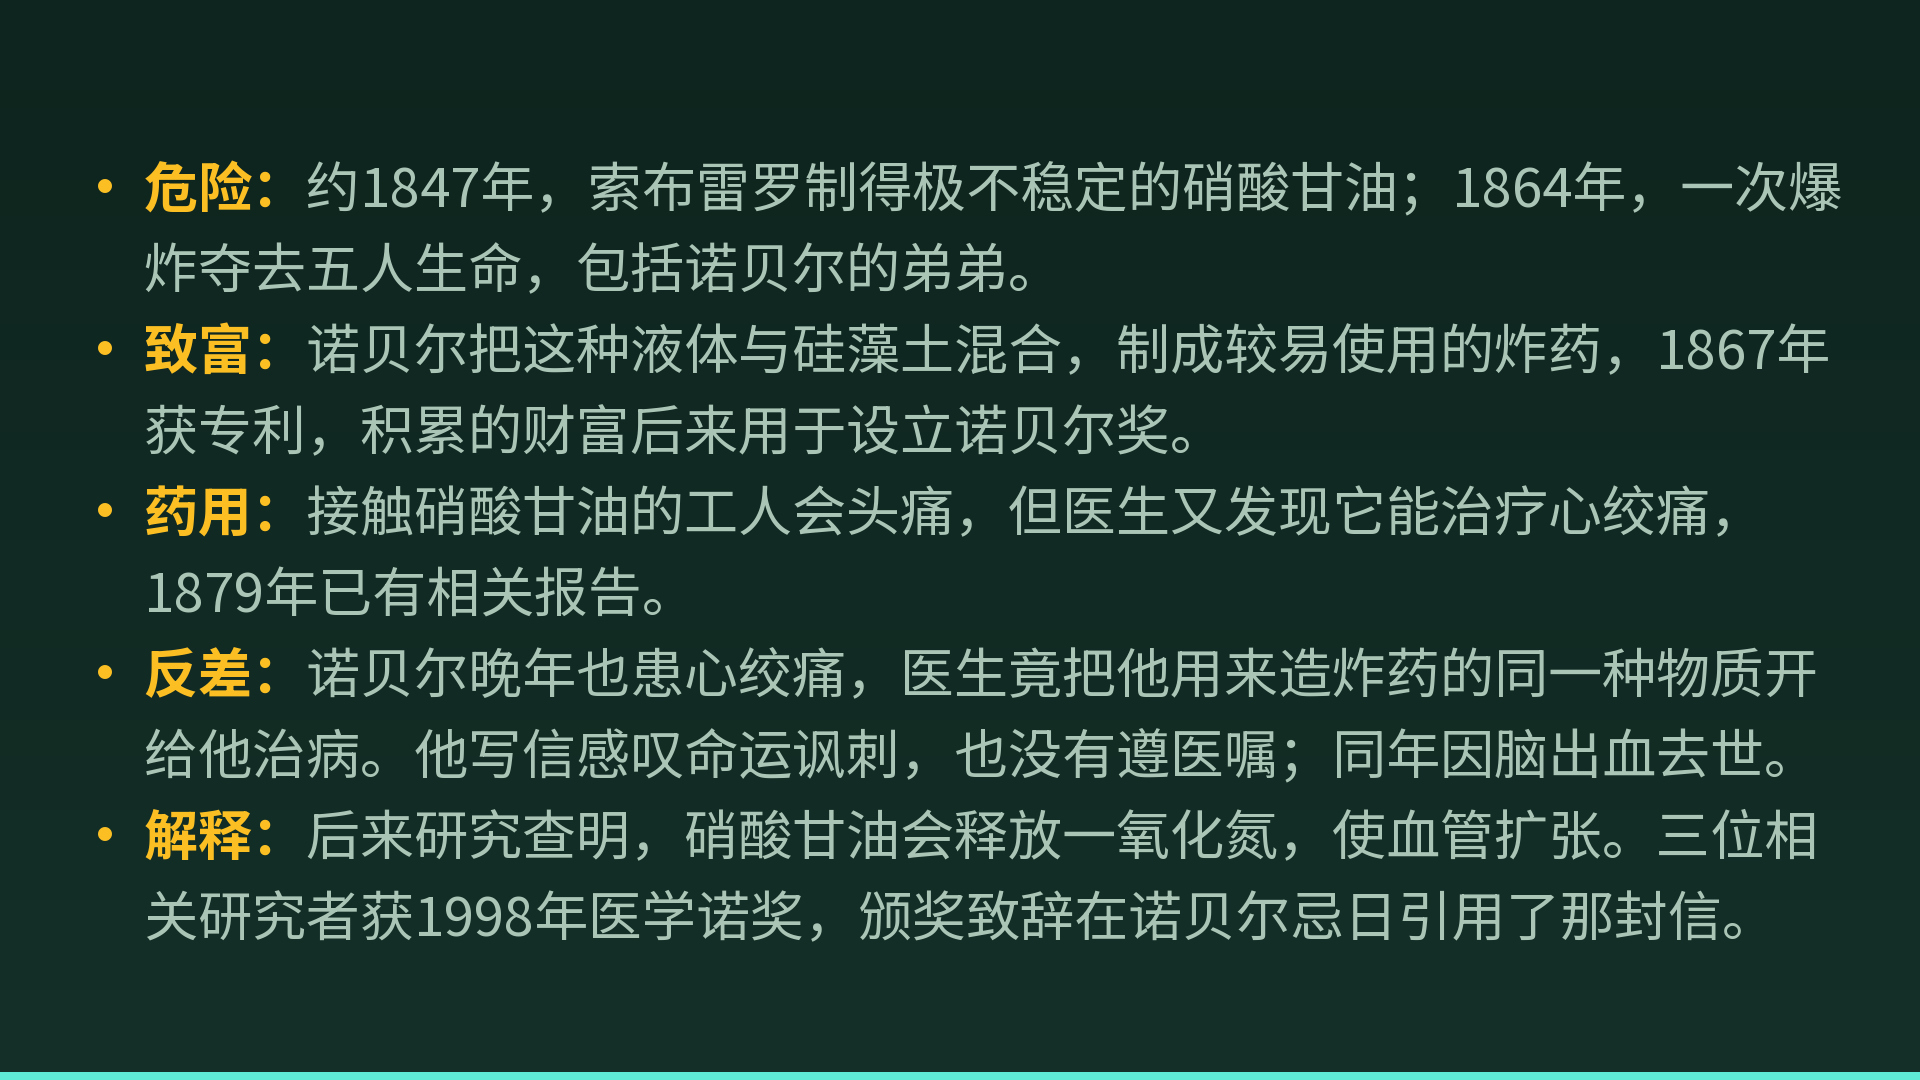 • 危险：约1847年，索布雷罗制得极不稳定的硝酸甘油；1864年，一次爆
炸夺去五人生命，包括诺贝尔的弟弟。
• 致富：诺贝尔把这种液体与硅藻土混合，制成较易使用的炸药，1867年
获专利，积累的财富后来用于设立诺贝尔奖。
• 药用：接触硝酸甘油的工人会头痛，但医生又发现它能治疗心绞痛，
1879年已有相关报告。
• 反差：诺贝尔晚年也患心绞痛，医生竟把他用来造炸药的同一种物质开
给他治病。他写信感叹命运讽刺，也没有遵医嘱；同年因脑出血去世。
• 解释：后来研究查明，硝酸甘油会释放一氧化氮，使血管扩张。三位相
关研究者获1998年医学诺奖，颁奖致辞在诺贝尔忌日引用了那封信。